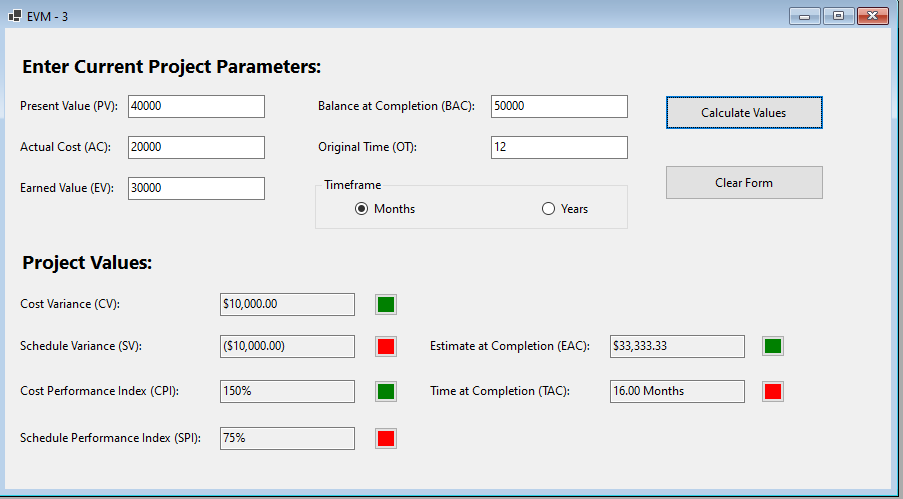 EVM - 3
Enter Current Project Parameters:
Present Value (PV): 40000 Balance at Completion (BAC): 50000 Calculate Values
Actual Cost (AC): 20000 Original Time (OT): 12
Earned Value (EV): 30000 Timeframe Clear Form
Months Years
Project Values:
Cost Variance (CV): $10,000.00
Schedule Variance (SV): ($10,000.00) Estimate at Completion (EAC): $33,333.33
Cost Performance Index (CPI): 150% Time at Completion (TAC): 16.00 Months
Schedule Performance Index (SPI): 75%